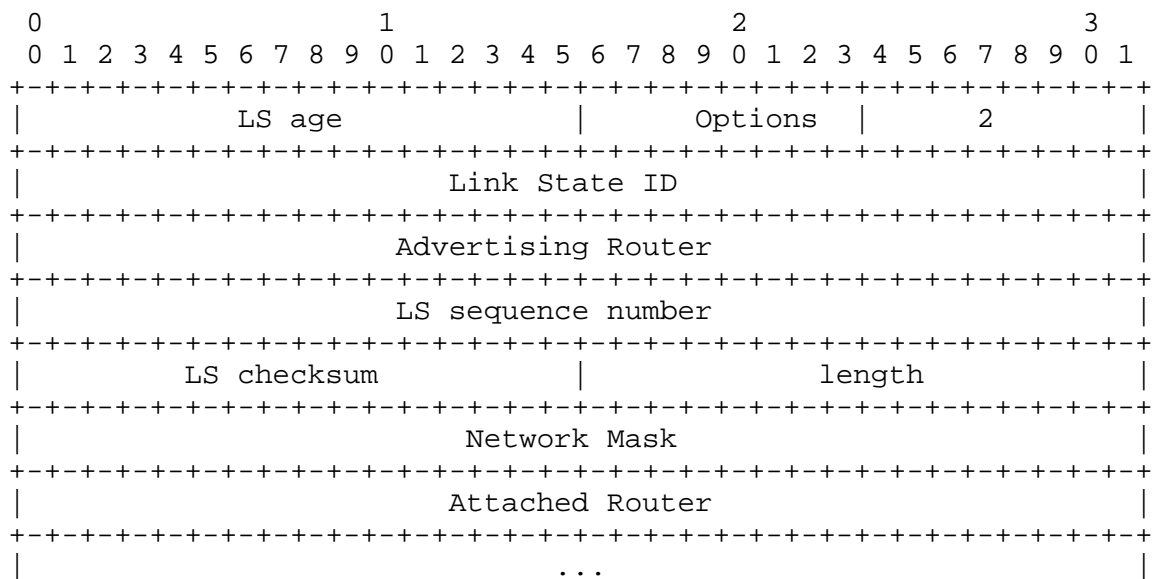 0                   1                   2                   3
0 1 2 3 4 5 6 7 8 9 0 1 2 3 4 5 6 7 8 9 0 1 2 3 4 5 6 7 8 9 0 1
+-+-+-+-+-+-+-+-+-+-+-+-+-+-+-+-+-+-+-+-+-+-+-+-+-+-+-+-+-+-+-+-+
|            LS age             |      Options  |      2        |
+-+-+-+-+-+-+-+-+-+-+-+-+-+-+-+-+-+-+-+-+-+-+-+-+-+-+-+-+-+-+-+-+
|                        Link State ID                          |
+-+-+-+-+-+-+-+-+-+-+-+-+-+-+-+-+-+-+-+-+-+-+-+-+-+-+-+-+-+-+-+-+
|                     Advertising Router                        |
+-+-+-+-+-+-+-+-+-+-+-+-+-+-+-+-+-+-+-+-+-+-+-+-+-+-+-+-+-+-+-+-+
|                     LS sequence number                        |
+-+-+-+-+-+-+-+-+-+-+-+-+-+-+-+-+-+-+-+-+-+-+-+-+-+-+-+-+-+-+-+-+
|         LS checksum           |             length            |
+-+-+-+-+-+-+-+-+-+-+-+-+-+-+-+-+-+-+-+-+-+-+-+-+-+-+-+-+-+-+-+-+
|                         Network Mask                          |
+-+-+-+-+-+-+-+-+-+-+-+-+-+-+-+-+-+-+-+-+-+-+-+-+-+-+-+-+-+-+-+-+
|                        Attached Router                        |
+-+-+-+-+-+-+-+-+-+-+-+-+-+-+-+-+-+-+-+-+-+-+-+-+-+-+-+-+-+-+-+-+
|                              ...                              |